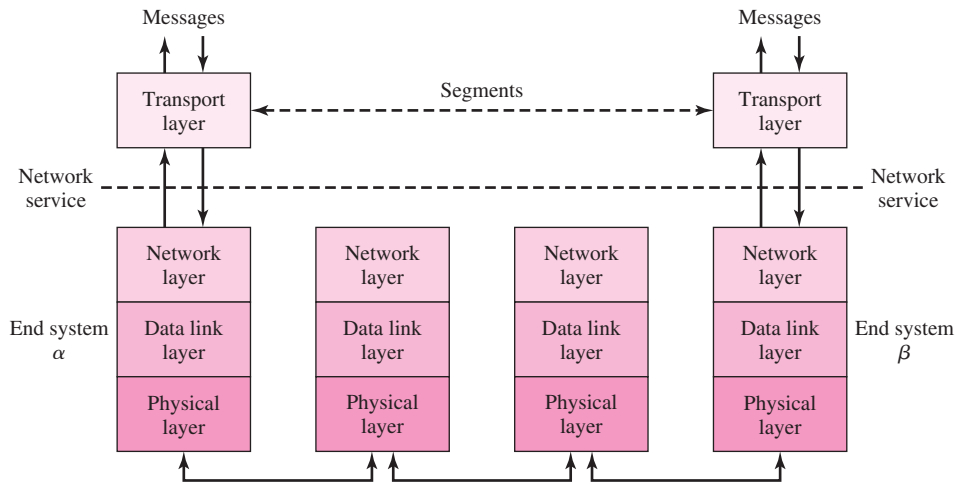 Messages
Messages
Transport
layer
Segments
Transport
layer
Network
service
Network
service
Network
layer
Network
layer
Network
layer
Network
layer
End system
α
Data link
layer
Data link
layer
Data link
layer
Data link
layer
End system
β
Physical
layer
Physical
layer
Physical
layer
Physical
layer